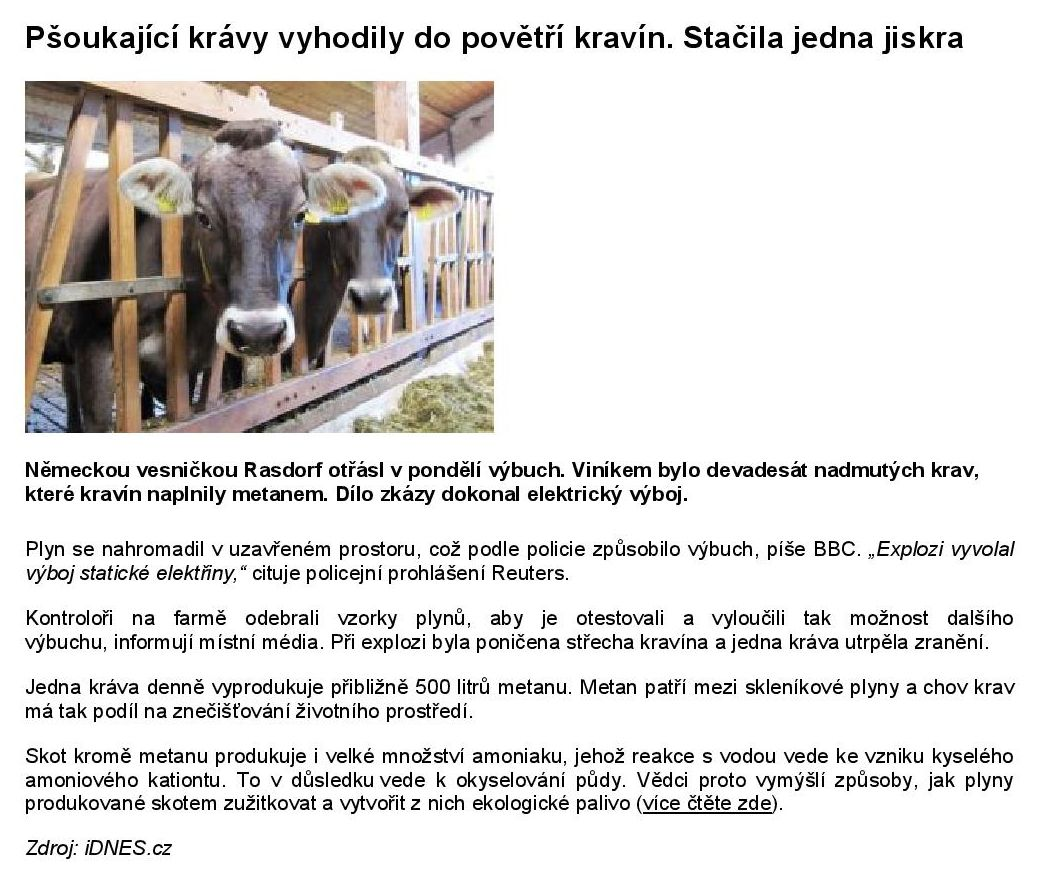 Pšoukající krávy vyhodily do povětří kravín. Stačila jedna jiskra
Německou vesničkou Rasdorf otřásl v pondělí výbuch. Viníkem bylo devadesát nadmutých krav,
které kravín naplnily metanem. Dílo zkázy dokonal elektrický výboj.
Plyn se nahromadil v uzavřeném prostoru, což podle policie způsobilo výbuch, píše BBC. „Explozi vyvolal
výboj statické elektřiny,“ cituje policejní prohlášení Reuters.
Kontroloři na farmě odebrali vzorky plynů, aby je otestovali a vyloučili tak možnost dalšího
výbuchu, informují místní média. Při explozi byla poničena střecha kravína a jedna kráva utrpěla zranění.
Jedna kráva denně vyprodukuje přibližně 500 litrů metanu. Metan patří mezi skleníkové plyny a chov krav
má tak podíl na znečišťování životního prostředí.
Skot kromě metanu produkuje i velké množství amoniaku, jehož reakce s vodou vede ke vzniku kyselého
amoniového kationtu. To v důsledku vede k okyselování půdy. Vědci proto vymýšlí způsoby, jak plyny
produkované skotem zužitkovat a vytvořit z nich ekologické palivo (více čtěte zde).
Zdroj: iDNES.cz